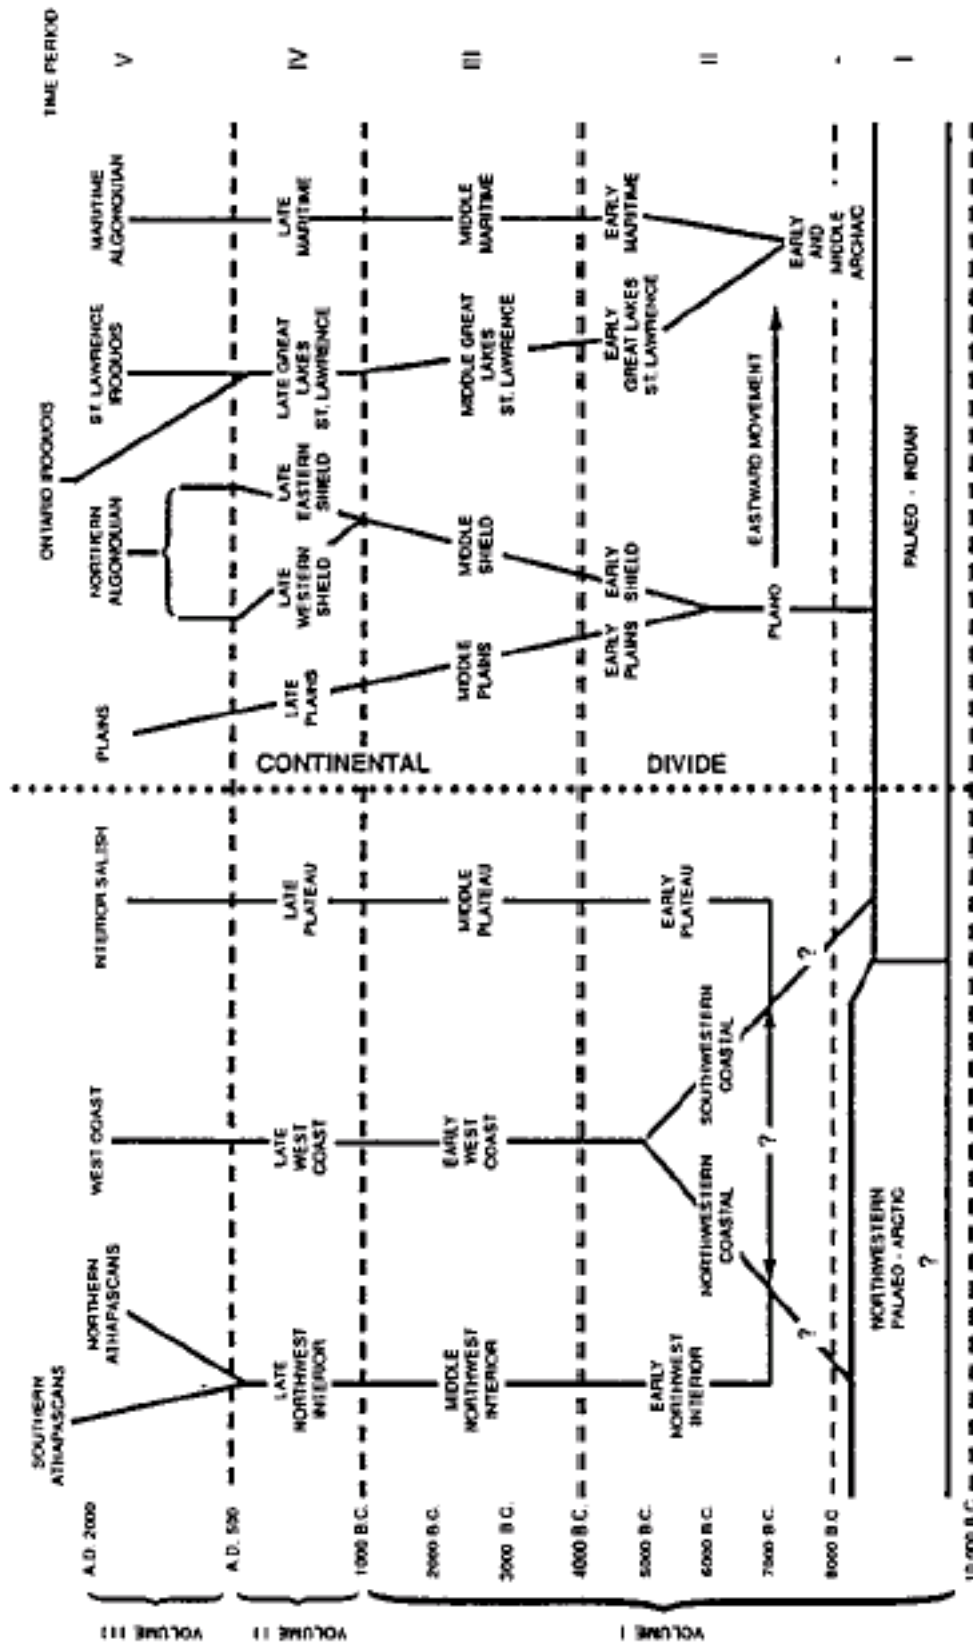 TIME PERIOD
SOUTHERN
ATHAPASCANS
ONTARIO IROQUOIS
VOLUME III
A.D. 2000
NORTHERN
ATHAPASCANS
WEST COAST
INTERIOR SALISH
PLAINS
NORTHERN
ALGONQUIAN
ST. LAWRENCE
IROQUOIS
MARITIME
ALGONQUIAN
V
A.D. 500
VOLUME II
LATE
NORTHWEST
INTERIOR
LATE
WEST
COAST
LATE
PLATEAU
CONTINENTAL
LATE
PLAINS
LATE
WESTERN
SHIELD
LATE
EASTERN
SHIELD
LATE GREAT
LAKES
ST. LAWRENCE
LATE
MARITIME
IV
1000 B.C.
VOLUME I
2000 B.C.
MIDDLE
NORTHWEST
INTERIOR
EARLY
WEST
COAST
MIDDLE
PLATEAU
MIDDLE
PLAINS
MIDDLE
SHIELD
MIDDLE GREAT
LAKES
ST. LAWRENCE
MIDDLE
MARITIME
III
3000 B.C.
4000 B.C.
5000 B.C.
EARLY
NORTHWEST
INTERIOR
NORTHWESTERN
COASTAL
SOUTHWESTERN
COASTAL
EARLY
PLATEAU
DIVIDE
EARLY
PLAINS
EARLY
SHIELD
EARLY
GREAT LAKES
ST. LAWRENCE
EARLY
MARITIME
II
6000 B.C.
7000 B.C.
?
PLANO
EASTWARD MOVEMENT
EARLY
AND
MIDDLE
ARCHAIC
?
?
8000 B.C.
NORTHWESTERN
PALAEO - ARCTIC
?
PALAEO - INDIAN
I
10,000 B.C.